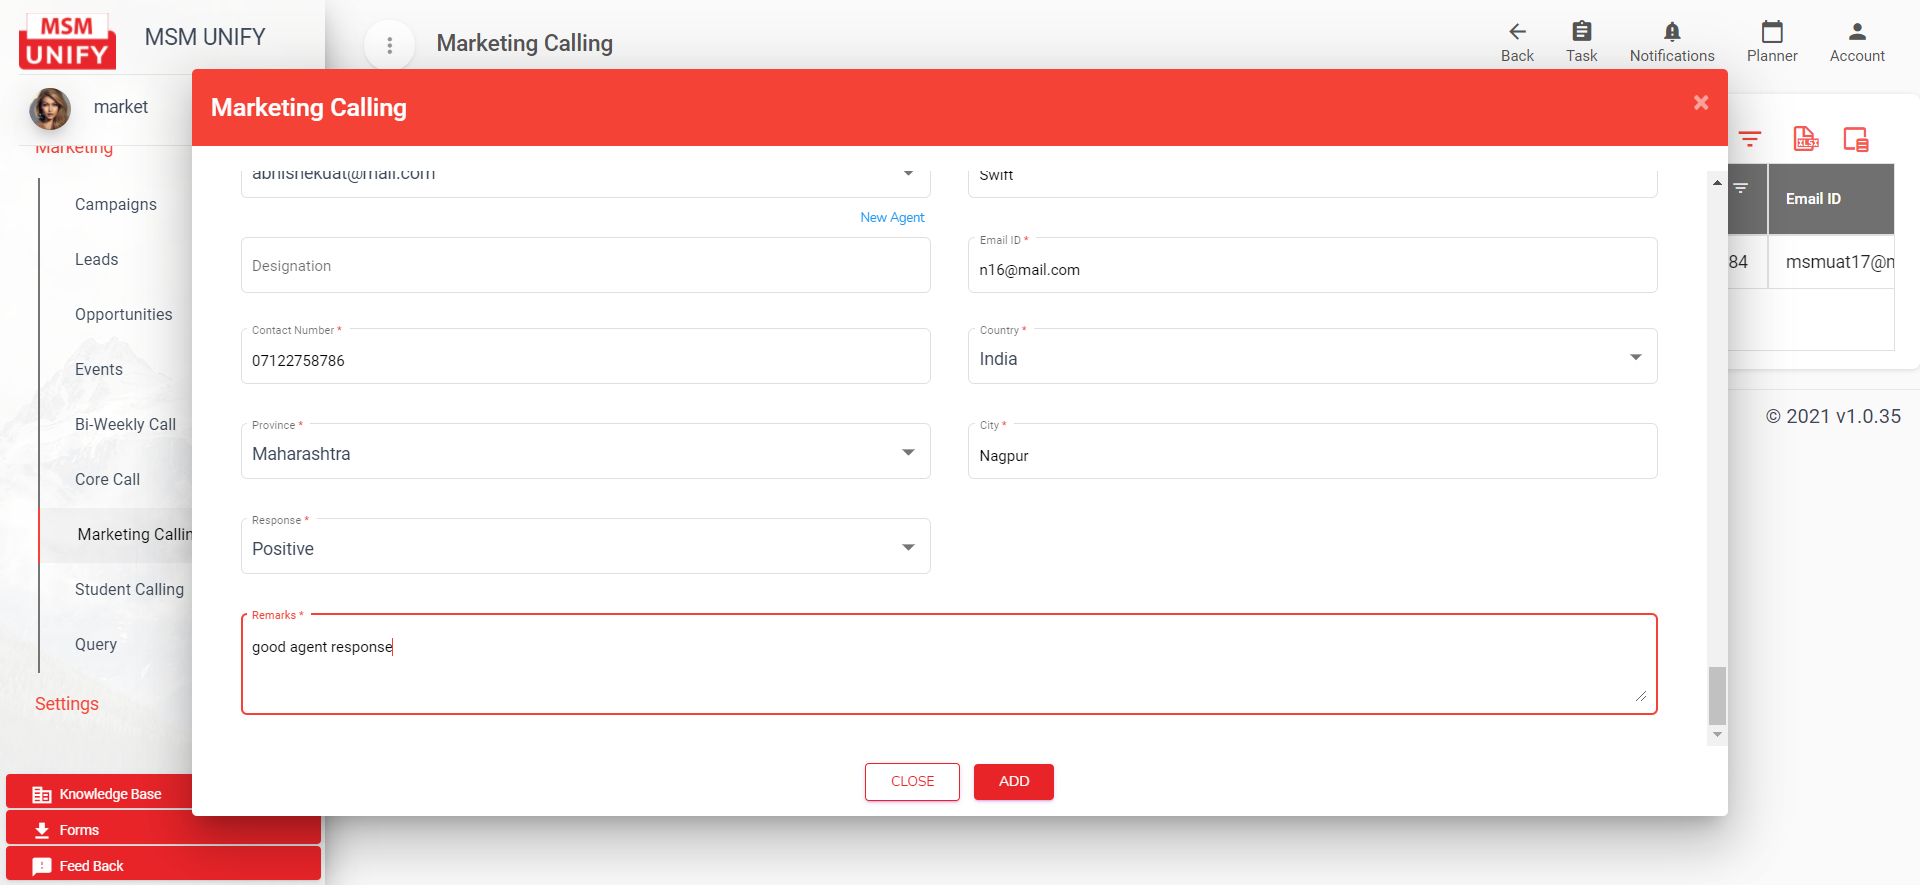 MSM
UNIFY
MSM UNIFY
Marketing Calling
Back
Task
Notifications
Planner
Account
market
Marketing
Campaigns
Leads
Opportunities
Events
Bi-Weekly Call
Core Call
Marketing Callin
Student Calling
Query
Settings
Knowledge Base
Forms
Feed Back
Marketing Calling
×
abhishekuat@mail.com
Swift
New Agent
Designation
Email ID *
n16@mail.com
Contact Number *
07122758786
Country *
India
Province *
Maharashtra
City *
Nagpur
Response *
Positive
Remarks *
good agent response
CLOSE
ADD
XLSX
Email ID
84
msmuat17@m
© 2021 v1.0.35